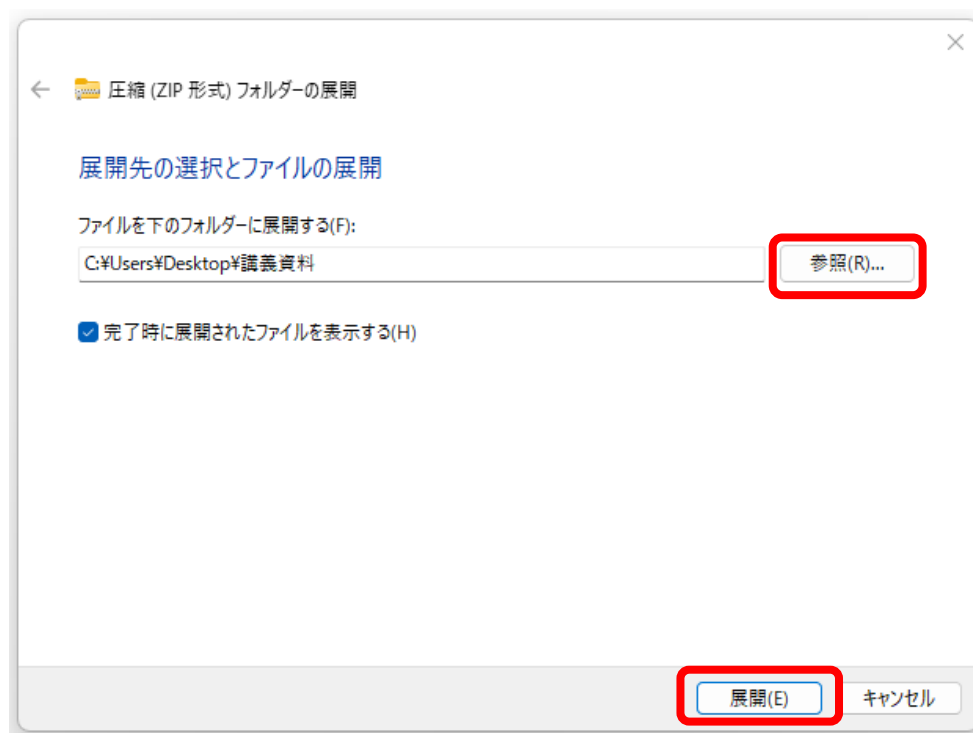 圧縮 (ZIP 形式) フォルダーの展開
展開先の選択とファイルの展開
ファイルを下のフォルダーに展開する(F):
C:¥Users¥Desktop¥講義資料
参照(R)...
完了時に展開されたファイルを表示する(H)
展開(E)
キャンセル